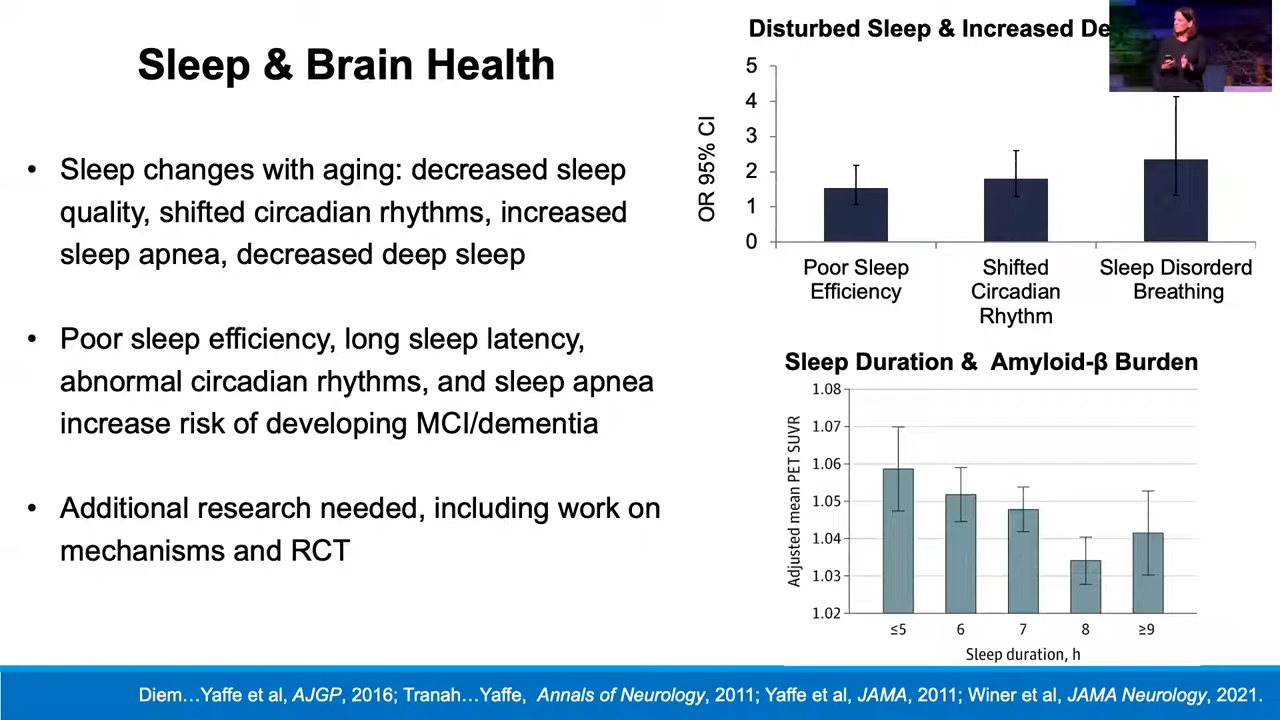 Sleep & Brain Health
• Sleep changes with aging: decreased sleep
quality, shifted circadian rhythms, increased
sleep apnea, decreased deep sleep
• Poor sleep efficiency, long sleep latency,
abnormal circadian rhythms, and sleep apnea
increase risk of developing MCI/dementia
• Additional research needed, including work on
mechanisms and RCT
Disturbed Sleep & Increased De
OR 95% CI
5
4
3
2
1
0
Poor Sleep
Efficiency
Shifted
Circadian
Rhythm
Sleep Disorderd
Breathing
Sleep Duration & Amyloid-β Burden
Adjusted mean PET SUVR
1.08
1.07
1.06
1.05
1.04
1.03
1.02
≤5 6 7 8 ≥9
Sleep duration, h
Diem…Yaffe et al, AJGP, 2016; Tranah…Yaffe, Annals of Neurology, 2011; Yaffe et al, JAMA, 2011; Winer et al, JAMA Neurology, 2021.